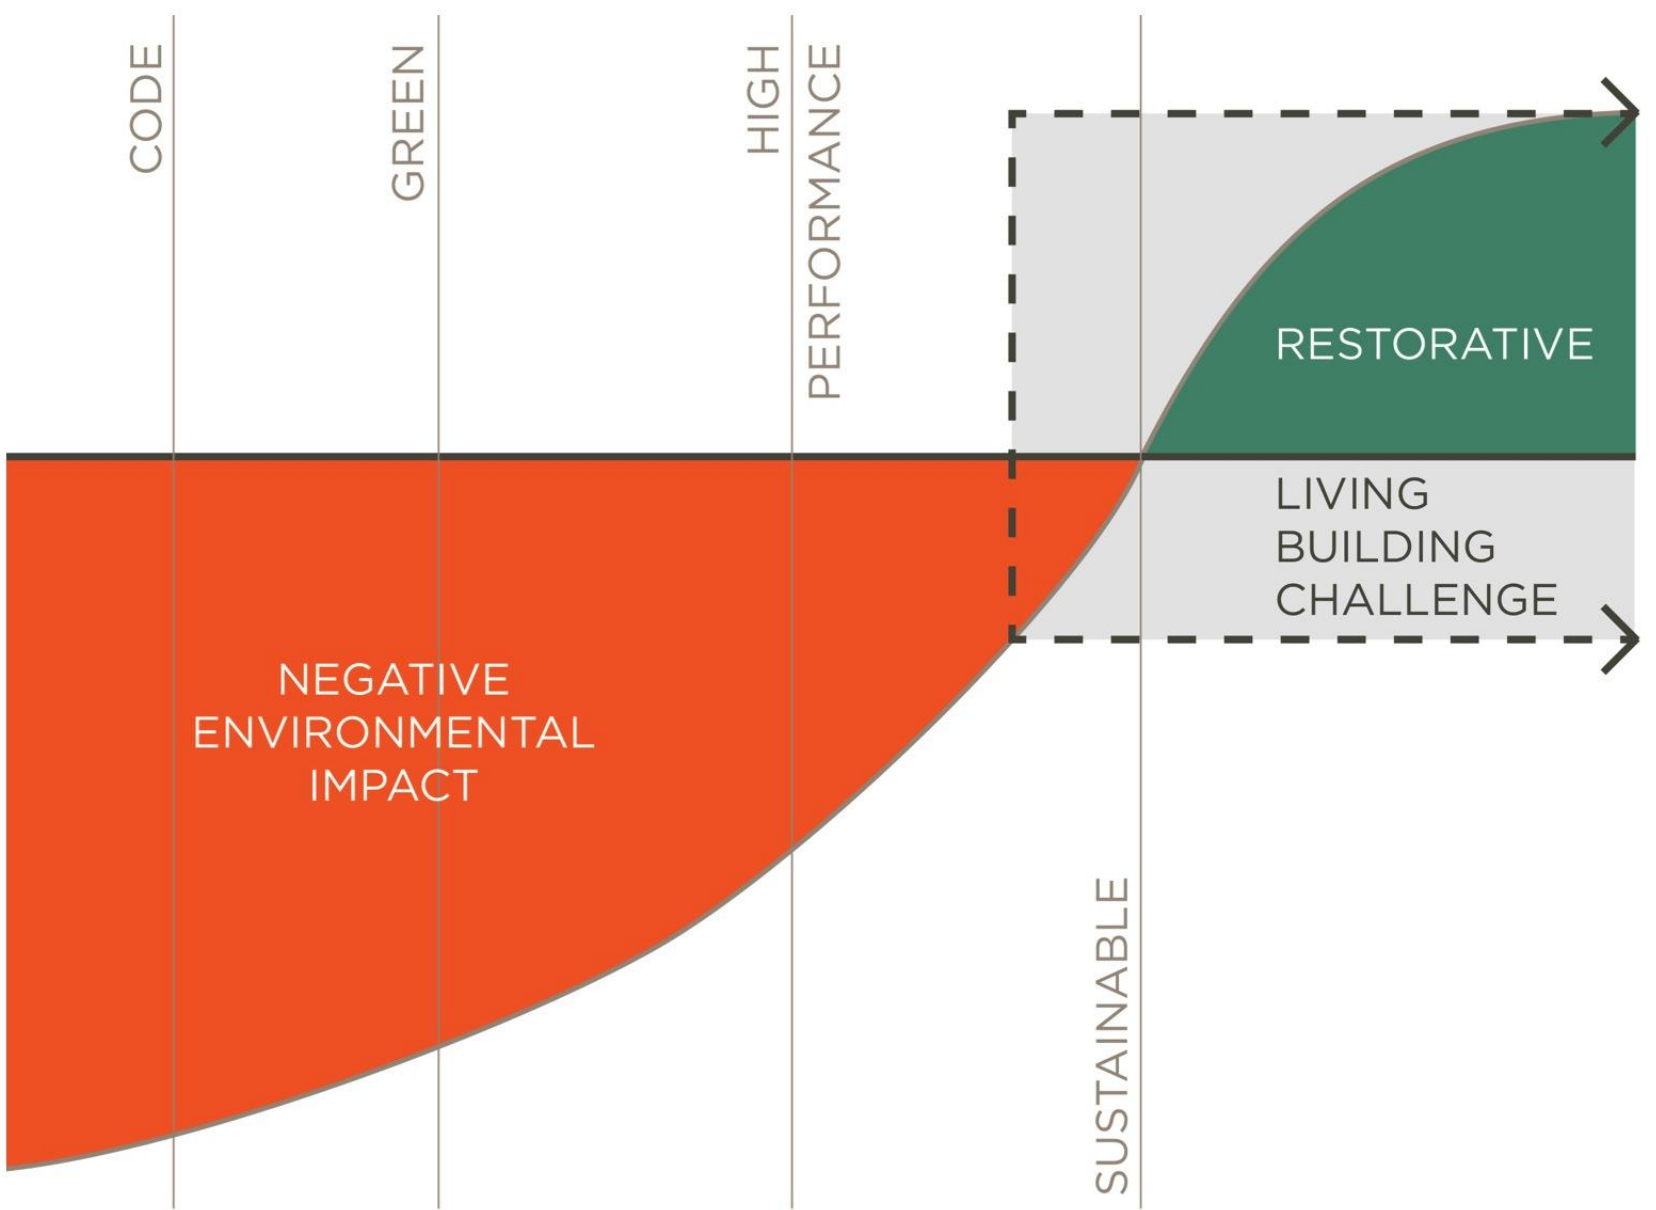 CODE
GREEN
HIGH
PERFORMANCE
RESTORATIVE
LIVING
BUILDING
CHALLENGE
NEGATIVE
ENVIRONMENTAL
IMPACT
SUSTAINABLE